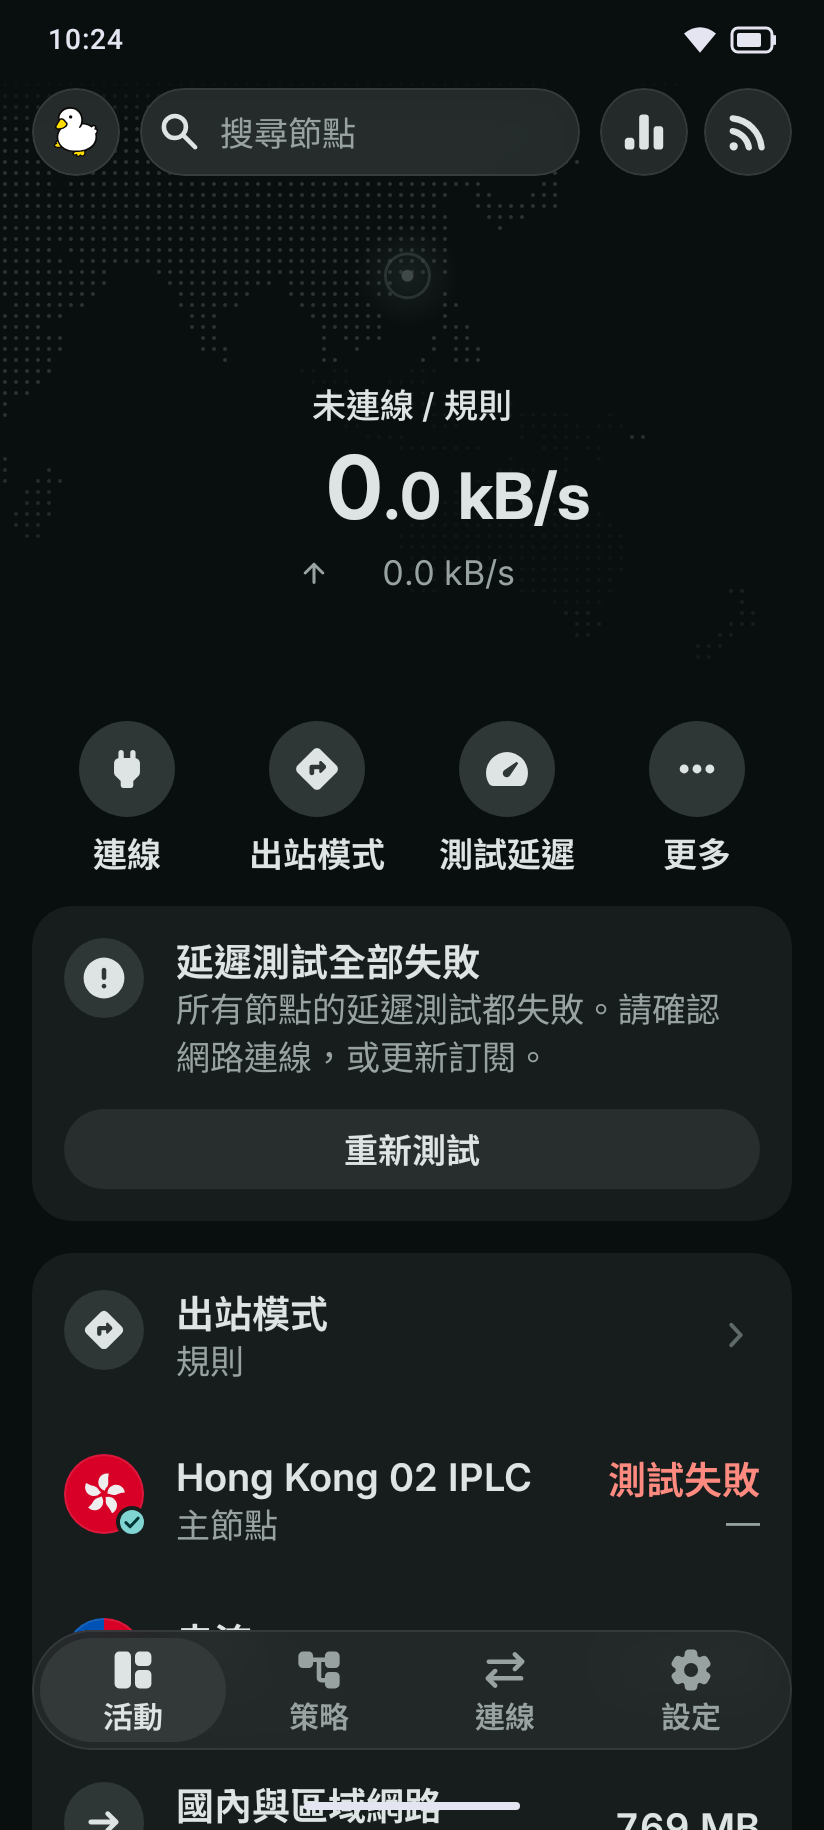 10:24
搜尋節點
未連線 / 規則
0.0 kB/s
↑ 0.0 kB/s
連線
出站模式
測試延遲
更多
延遲測試全部失敗
所有節點的延遲測試都失敗。請確認
網路連線，或更新訂閱。
重新測試
出站模式
規則
Hong Kong 02 IPLC
測試失敗
主節點
—
活動
策略
連線
設定
國內與區域網路
769 MB